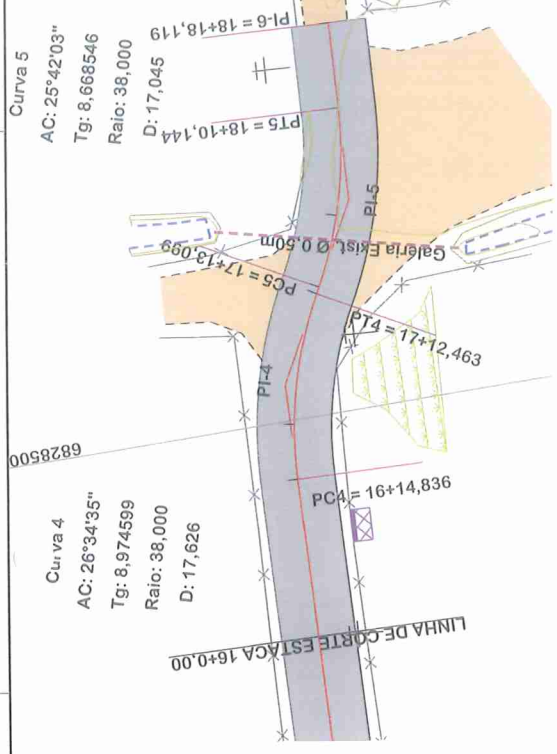 Curva 5
AC: 25°42'03"
Tg: 8,668546
Raio: 38,000
D: 17,045
PI-6 = 18+18,119
PT5 = 18+10,144
PI-5
Galeria Exist. Ø 0,50m
PC5 = 17+13,099
PT4 = 17+12,463
PI-4
6828500
PC4 = 16+14,836
Curva 4
AC: 26°34'35"
Tg: 8,974599
Raio: 38,000
D: 17,626
LINHA DE CORTE ESTACA 16+0,00